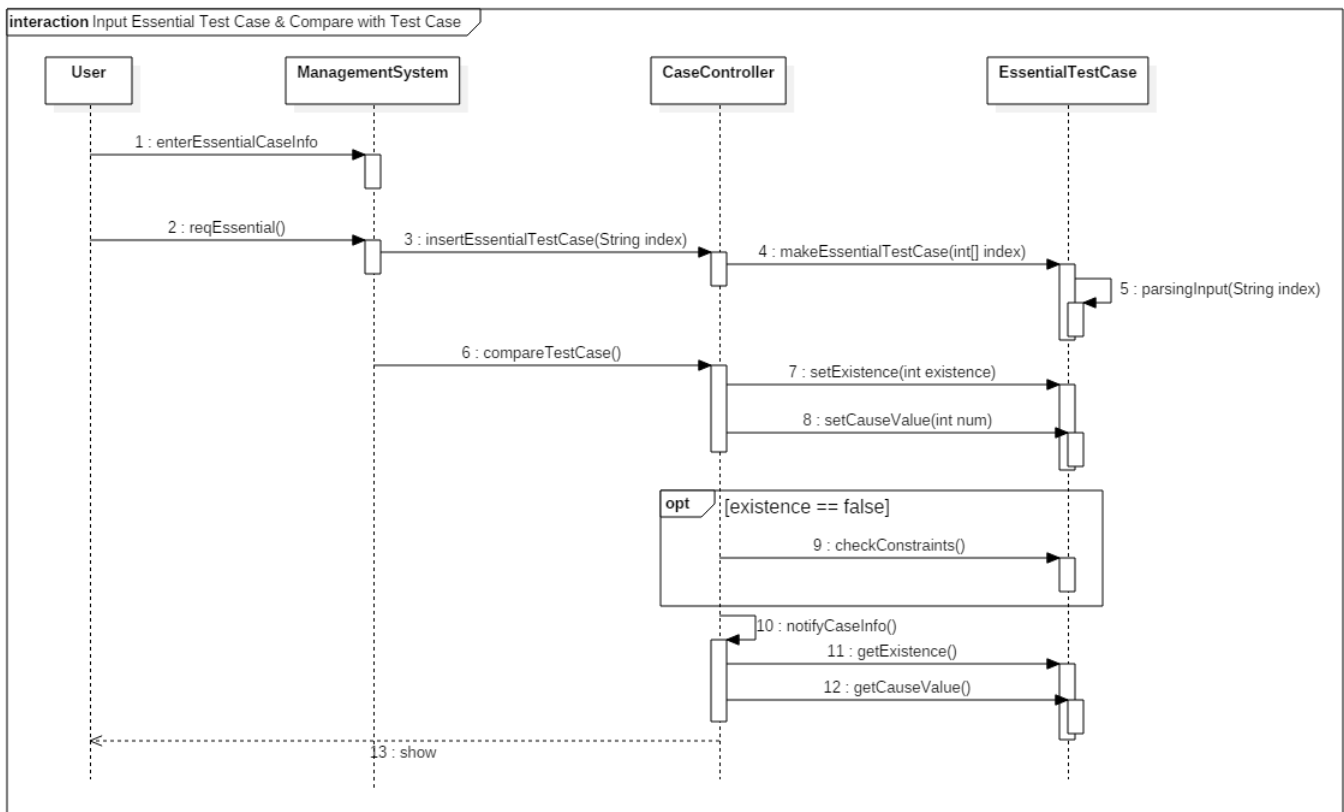 interaction Input Essential Test Case & Compare with Test Case
User
ManagementSystem
CaseController
EssentialTestCase
1 : enterEssentialCaseInfo
2 : reqEssential()
3 : insertEssentialTestCase(String index)
4 : makeEssentialTestCase(int[] index)
5 : parsingInput(String index)
6 : compareTestCase()
7 : setExistence(int existence)
8 : setCauseValue(int num)
opt
[existence == false]
9 : checkConstraints()
10 : notifyCaseInfo()
11 : getExistence()
12 : getCauseValue()
13 : show